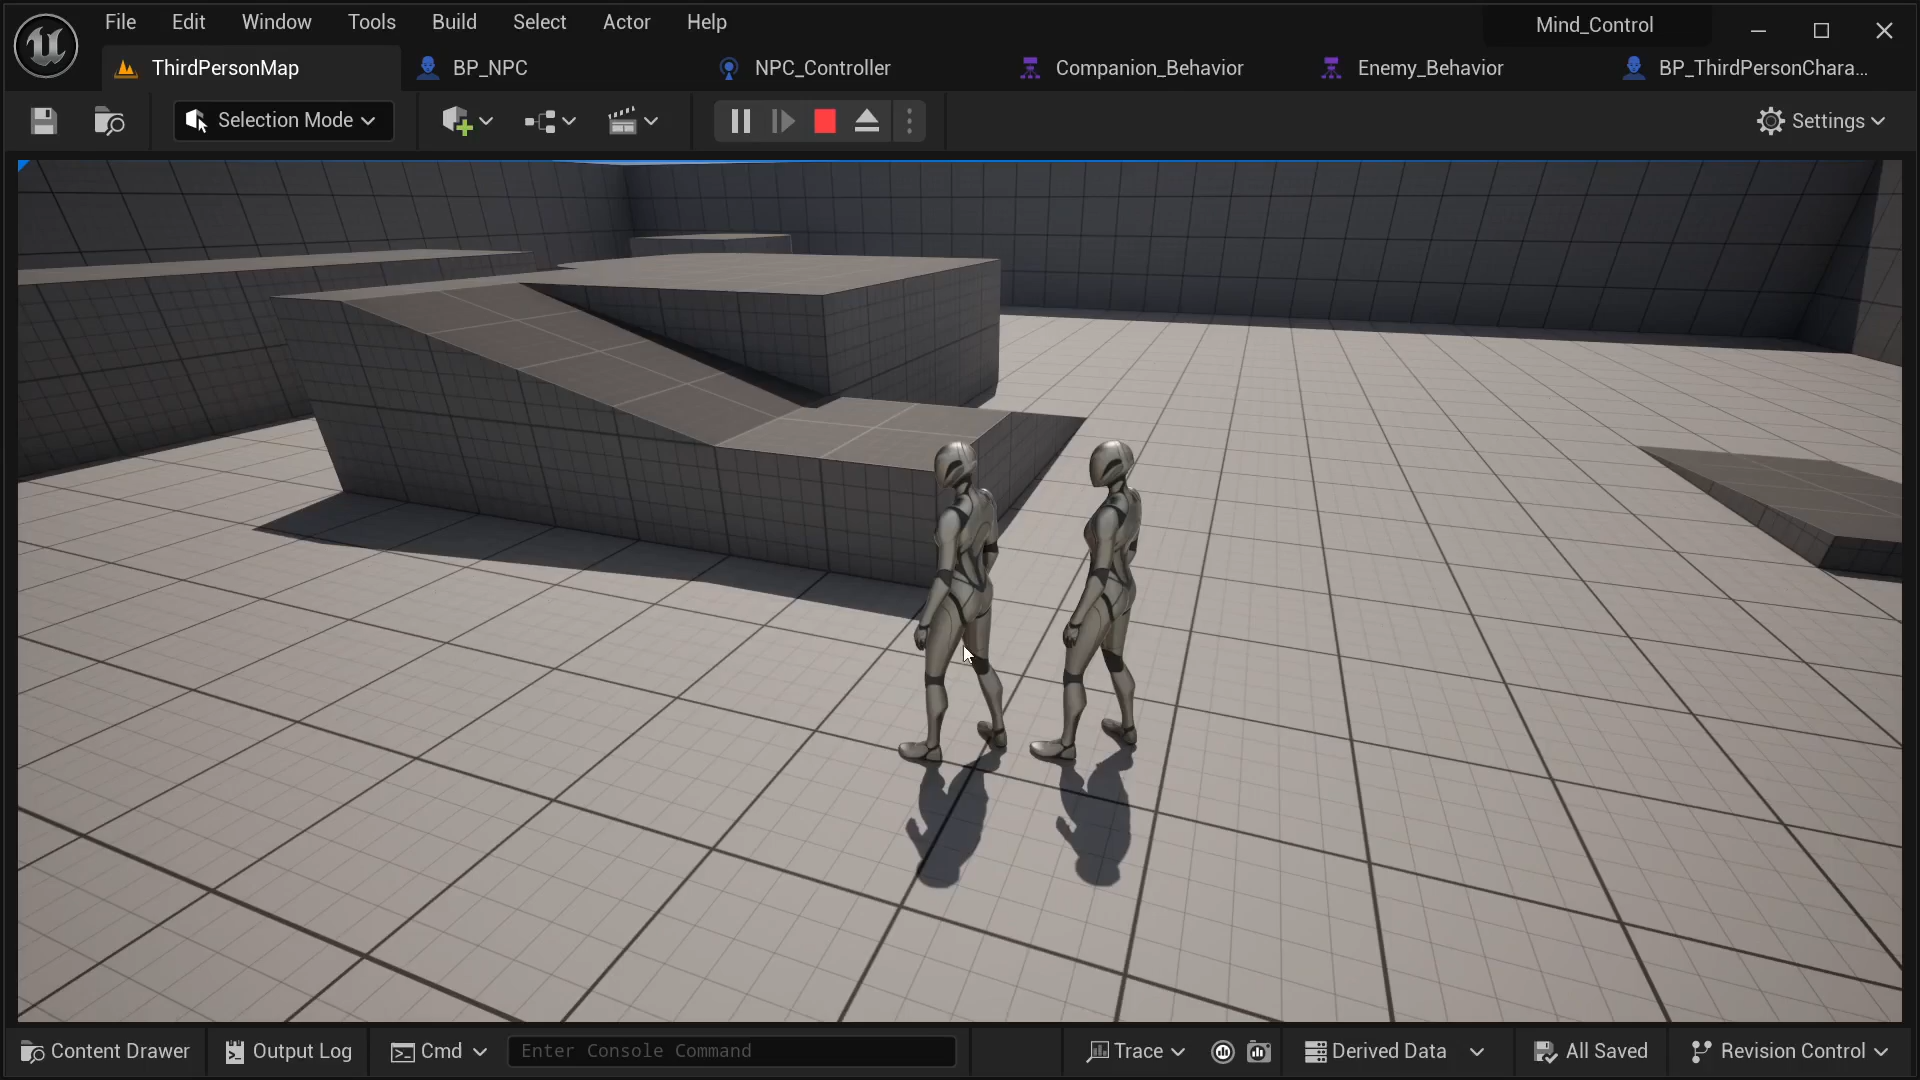 File Edit Window Tools Build Select Actor Help
Mind_Control
ThirdPersonMap BP_NPC NPC_Controller Companion_Behavior Enemy_Behavior BP_ThirdPersonChara...
Selection Mode
Settings
Content Drawer Output Log Cmd Enter Console Command Trace Derived Data All Saved Revision Control